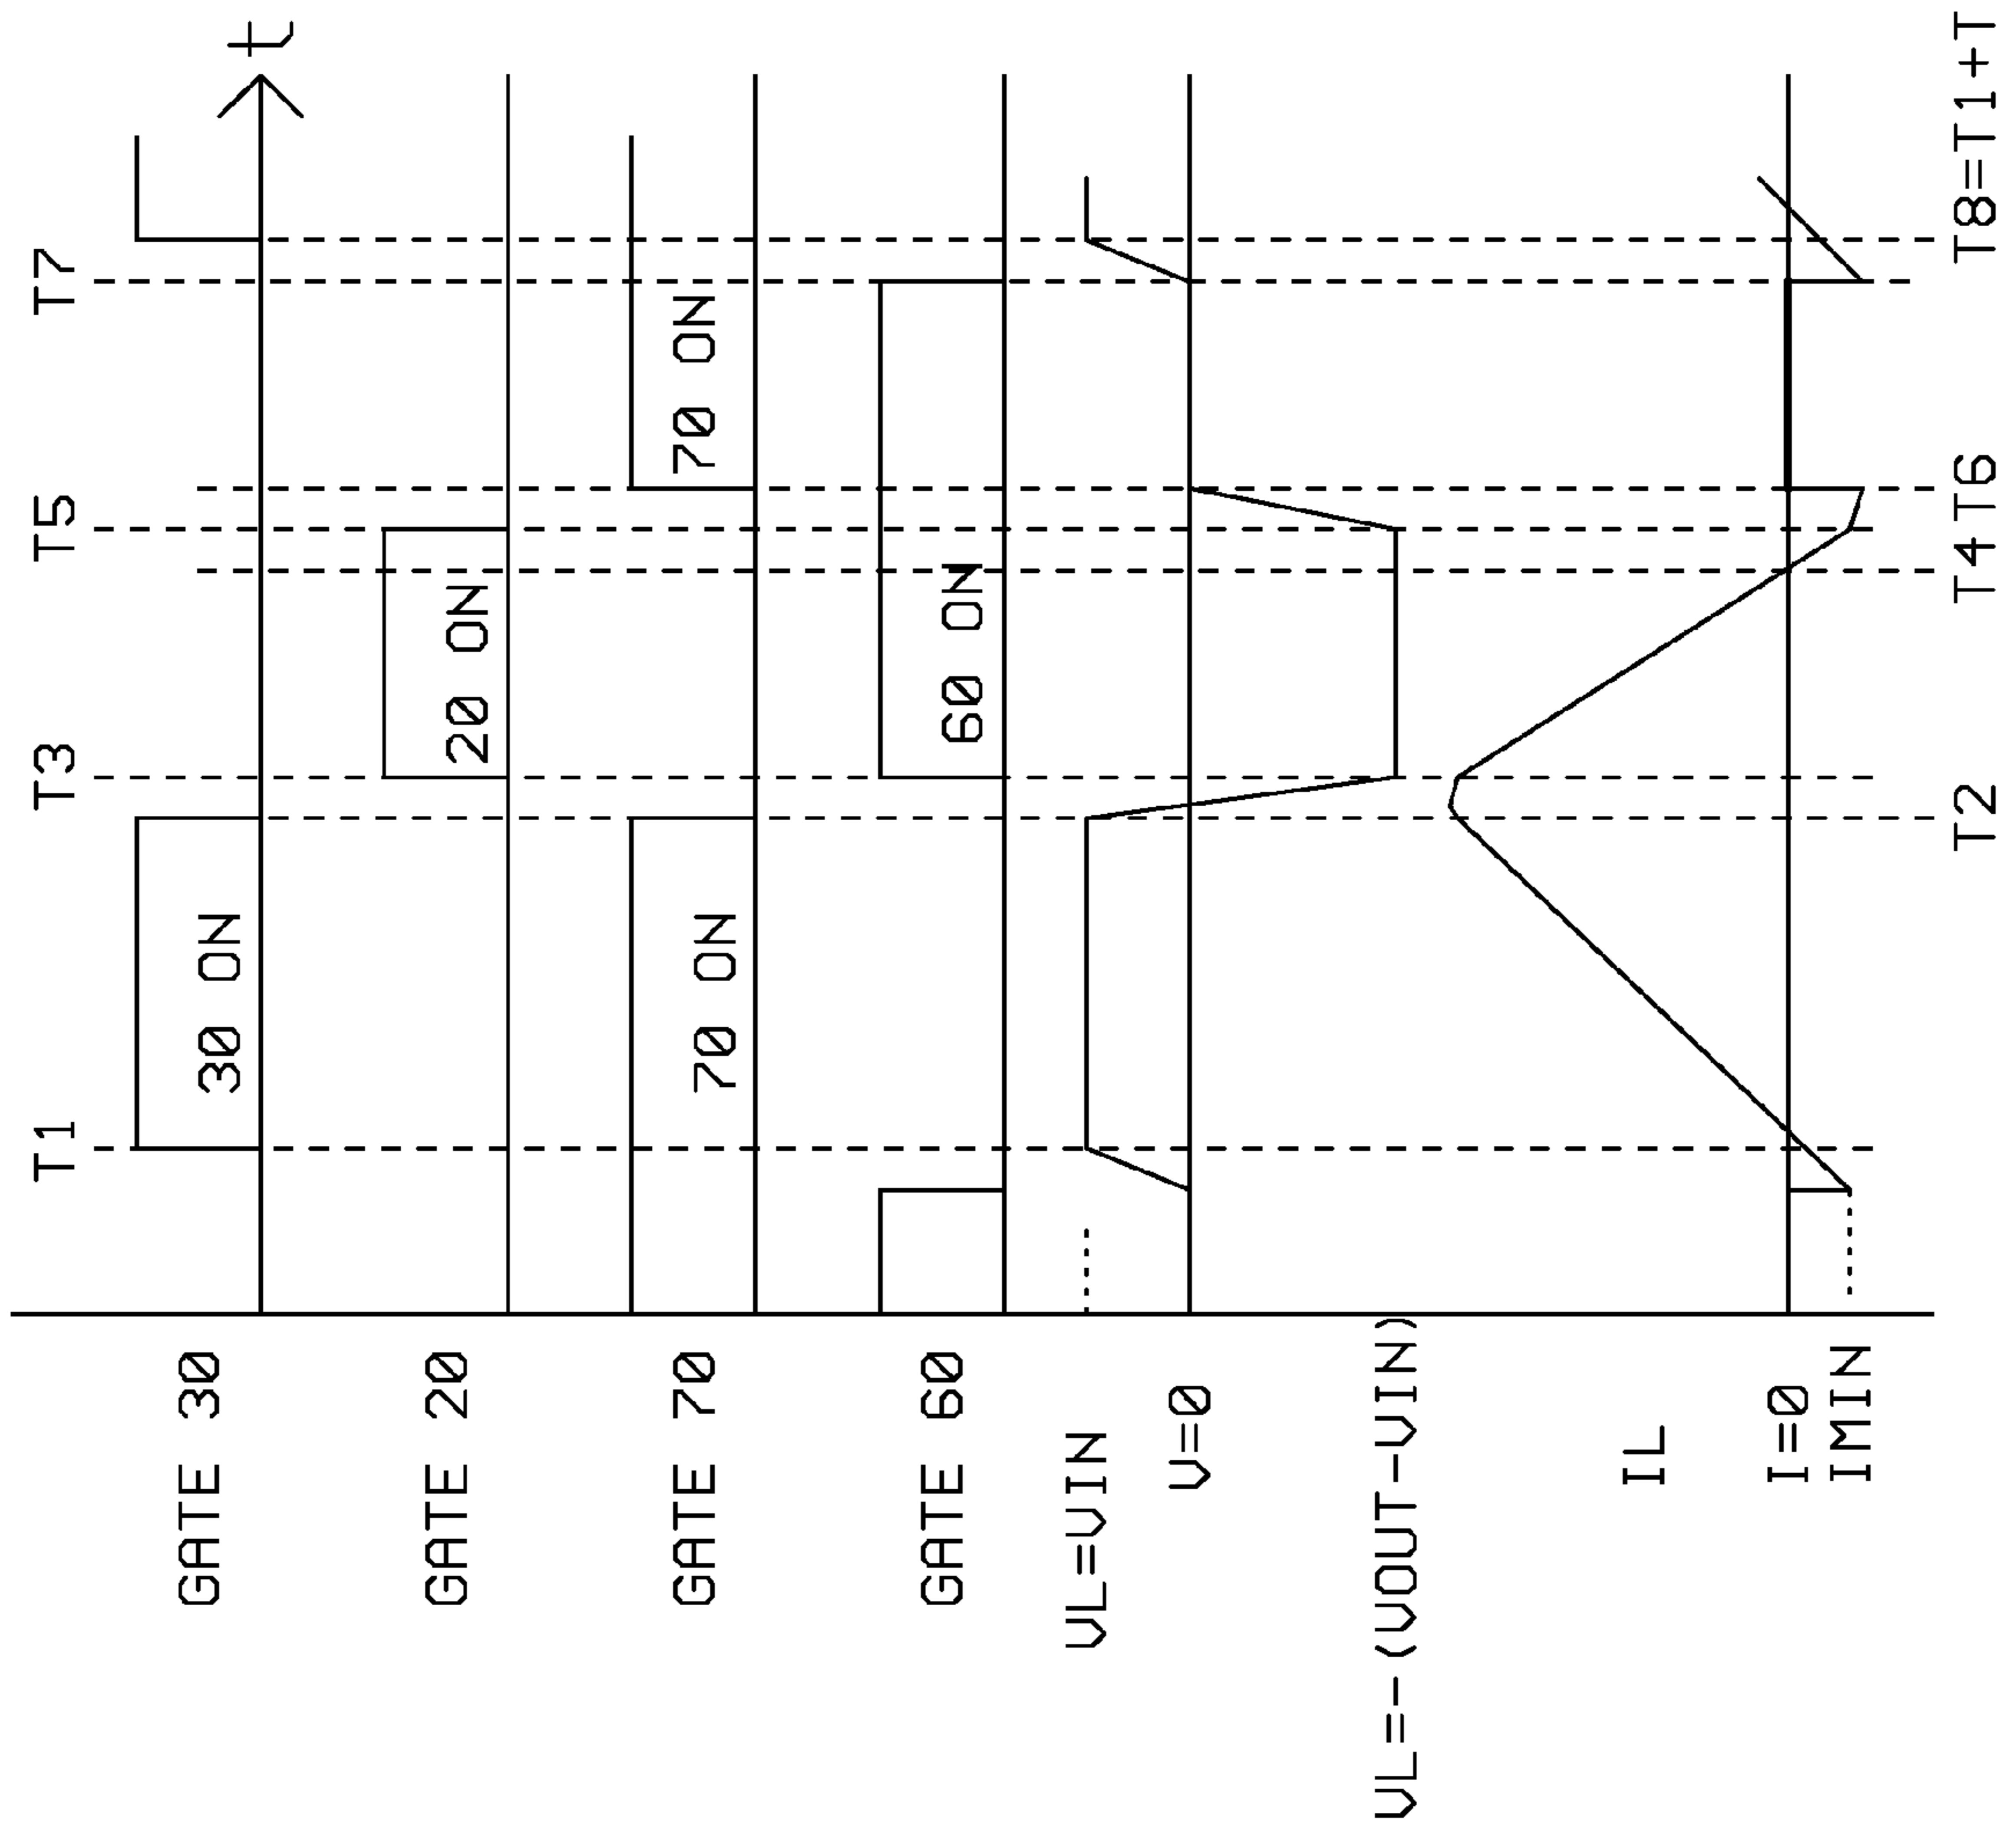 T1 T3 T5 T7
GATE 30
30 ON
t
GATE 20
20 ON
GATE 70
70 ON
70 ON
GATE 60
60 ON
VL=VIN
V=0
VL=-(VOUT-VIN)
IL
I=0
IMIN
T2 T4 T6 T8=T1+T